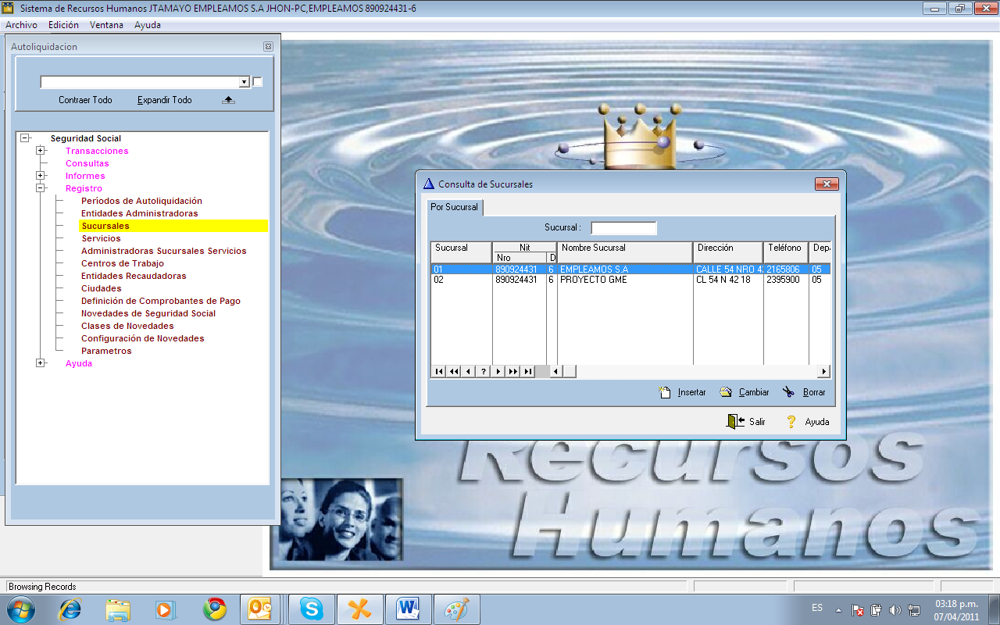 Sistema de Recursos Humanos JTAMAYO EMPLEAMOS S.A JHON-PC,EMPLEAMOS 890924431-6
Archivo Edición Ventana Ayuda
Autoliquidacion
Contraer Todo Expandir Todo
Seguridad Social
Transacciones
Consultas
Informes
Registro
Periodos de Autoliquidación
Entidades Administradoras
Sucursales
Servicios
Administradoras Sucursales Servicios
Centros de Trabajo
Entidades Recaudadoras
Ciudades
Definición de Comprobantes de Pago
Novedades de Seguridad Social
Clases de Novedades
Configuración de Novedades
Parametros
Ayuda
Consulta de Sucursales
Por Sucursal
Sucursal :
Sucursal Nit Nombre Sucursal Dirección Teléfono Depa
Nro D
01 890924431 6 EMPLEAMOS S.A CALLE 54 NRO 42 2165806 05
02 890924431 6 PROYECTO GME CL 54 N 42 18 2395900 05
?
Insertar Cambiar Borrar
Salir ? Ayuda
Recursos
Humanos
Browsing Records
ES 03:18 p.m.
07/04/2011